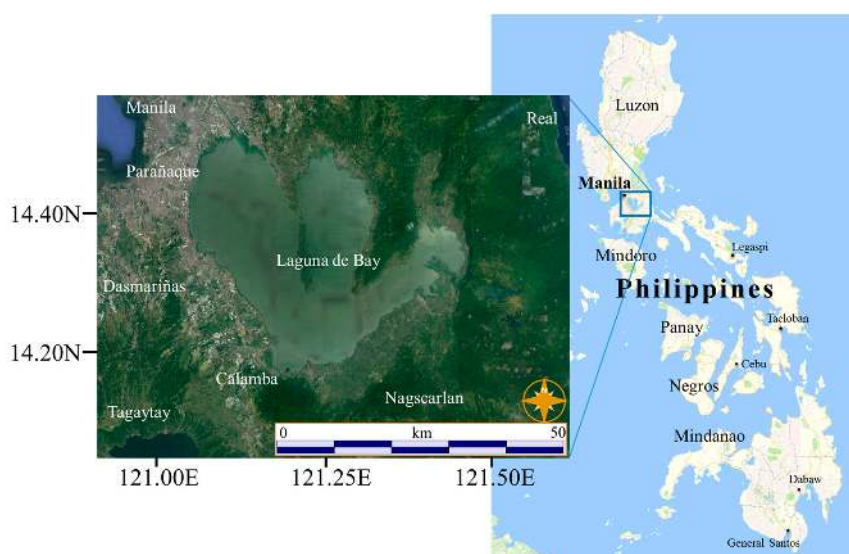 Manila
Real
Parañaque
14.40N
Laguna de Bay
Dasmariñas
14.20N
Calamba
Tagaytay
Nagscarlan
0
km
50
121.00E
121.25E
121.50E
Luzon
Manila
Legaspi
Mindoro
Philippines
Tacloban
Panay
Cebu
Negros
Mindanao
Dabaw
General Santos